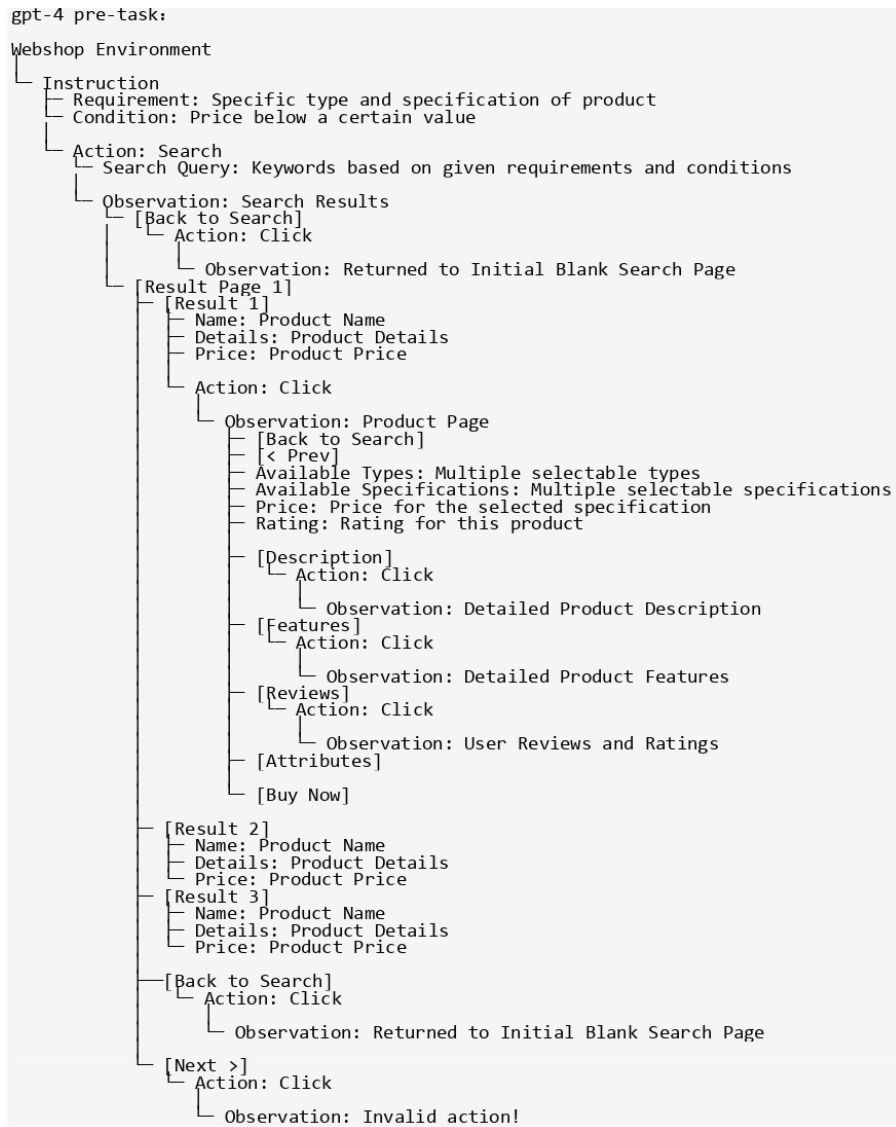 gpt-4 pre-task:
Webshop Environment
Instruction
Requirement: Specific type and specification of product
Condition: Price below a certain value
Action: Search
Search Query: Keywords based on given requirements and conditions
Observation: Search Results
[Back to Search]
Action: Click
Observation: Returned to Initial Blank Search Page
[Result Page 1]
[Result 1]
Name: Product Name
Details: Product Details
Price: Product Price
Action: Click
Observation: Product Page
[Back to Search]
[< Prev]
Available Types: Multiple selectable types
Available Specifications: Multiple selectable specifications
Price: Price for the selected specification
Rating: Rating for this product
[Description]
Action: Click
Observation: Detailed Product Description
[Features]
Action: Click
Observation: Detailed Product Features
[Reviews]
Action: Click
Observation: User Reviews and Ratings
[Attributes]
[Buy Now]
[Result 2]
Name: Product Name
Details: Product Details
Price: Product Price
[Result 3]
Name: Product Name
Details: Product Details
Price: Product Price
[Back to Search]
Action: Click
Observation: Returned to Initial Blank Search Page
[Next >]
Action: Click
Observation: Invalid action!